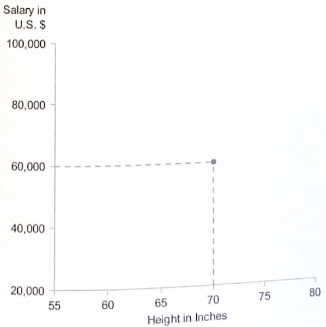 Salary in
U.S. $
100,000
80,000
60,000
40,000
20,000
55 60 65 70 75 80
Height in Inches